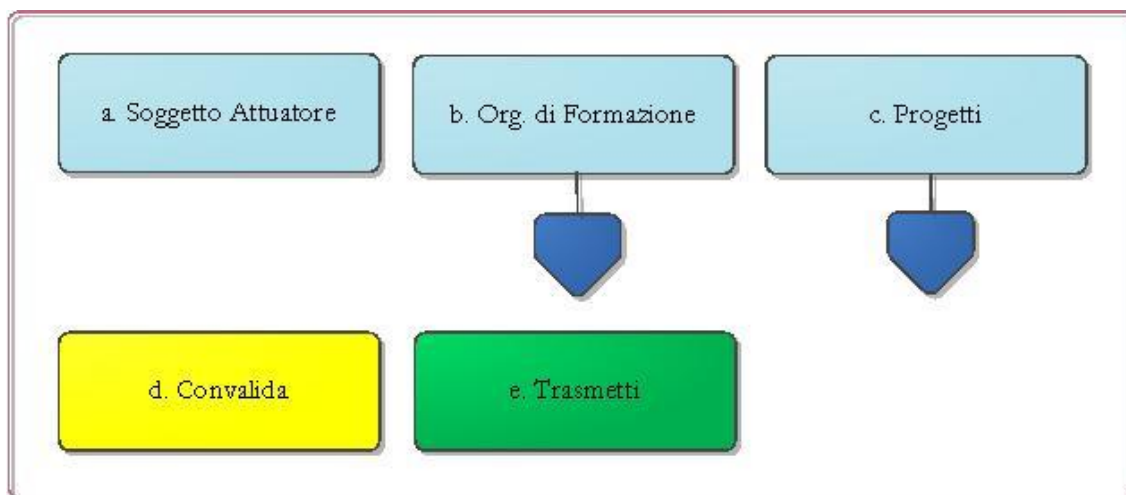 a. Soggetto Attuatore
b. Org. di Formazione
c. Progetti
d. Convalida
e. Trasmetti